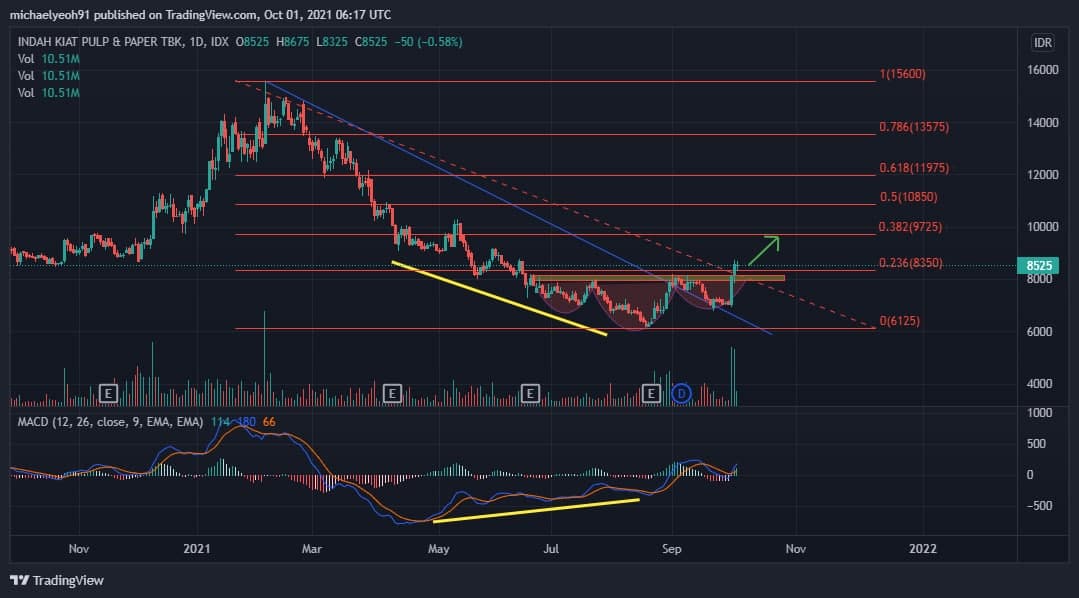 michaelyeoh91 published on TradingView.com, Oct 01, 2021 06:17 UTC
INDAH KIAT PULP & PAPER TBK, 1D, IDX O8525 H8675 L8325 C8525 −50 (−0.58%)
IDR
Vol 10.51M
Vol 10.51M
Vol 10.51M
16000
1(15600)
14000
0.786(13575)
12000
0.618(11975)
0.5(10850)
10000
0.382(9725)
0.236(8350)
8525
8000
0(6125)
6000
4000
E E E E D
MACD (12, 26, close, 9, EMA, EMA) 114 180 66
1000
500
0
−500
Nov 2021 Mar May Jul Sep Nov 2022
TradingView